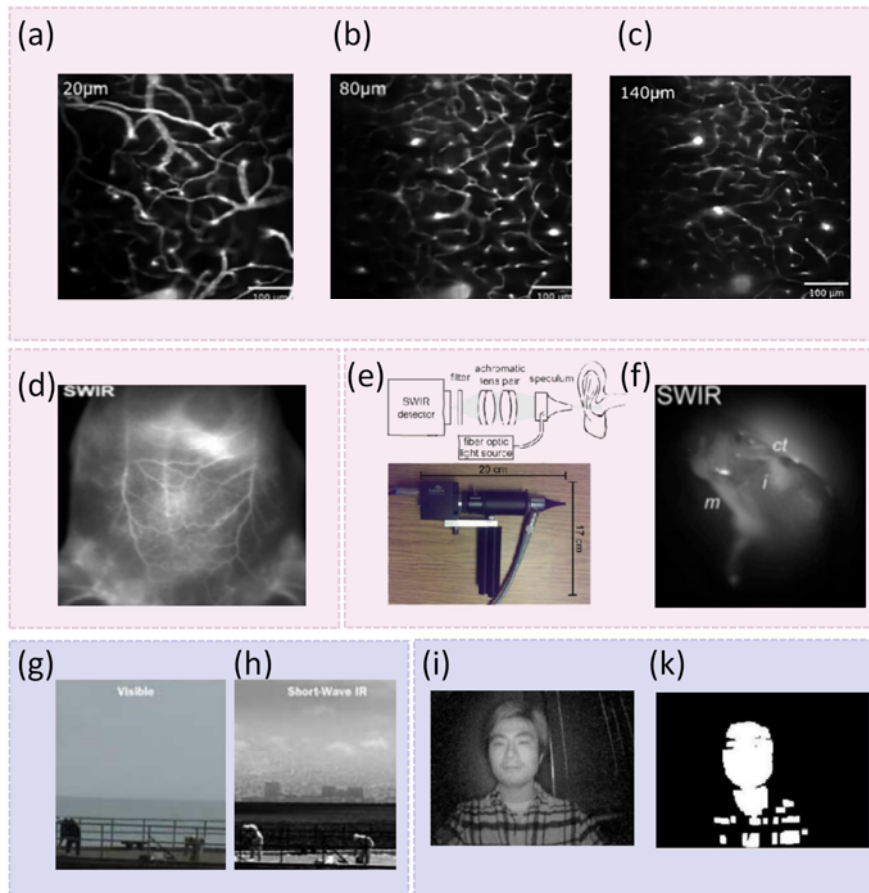 (a)
(b)
(c)
20μm
80μm
140μm
100 μm
100 μm
100 μm
(d)
(e)
(f)
SWIR
SWIR
detector
filter
achromatic
lens pair
speculum
fiber optic
light source
20 cm
17 cm
SWIR
ct
i
m
(g)
(h)
(i)
(k)
Visible
Short-Wave IR